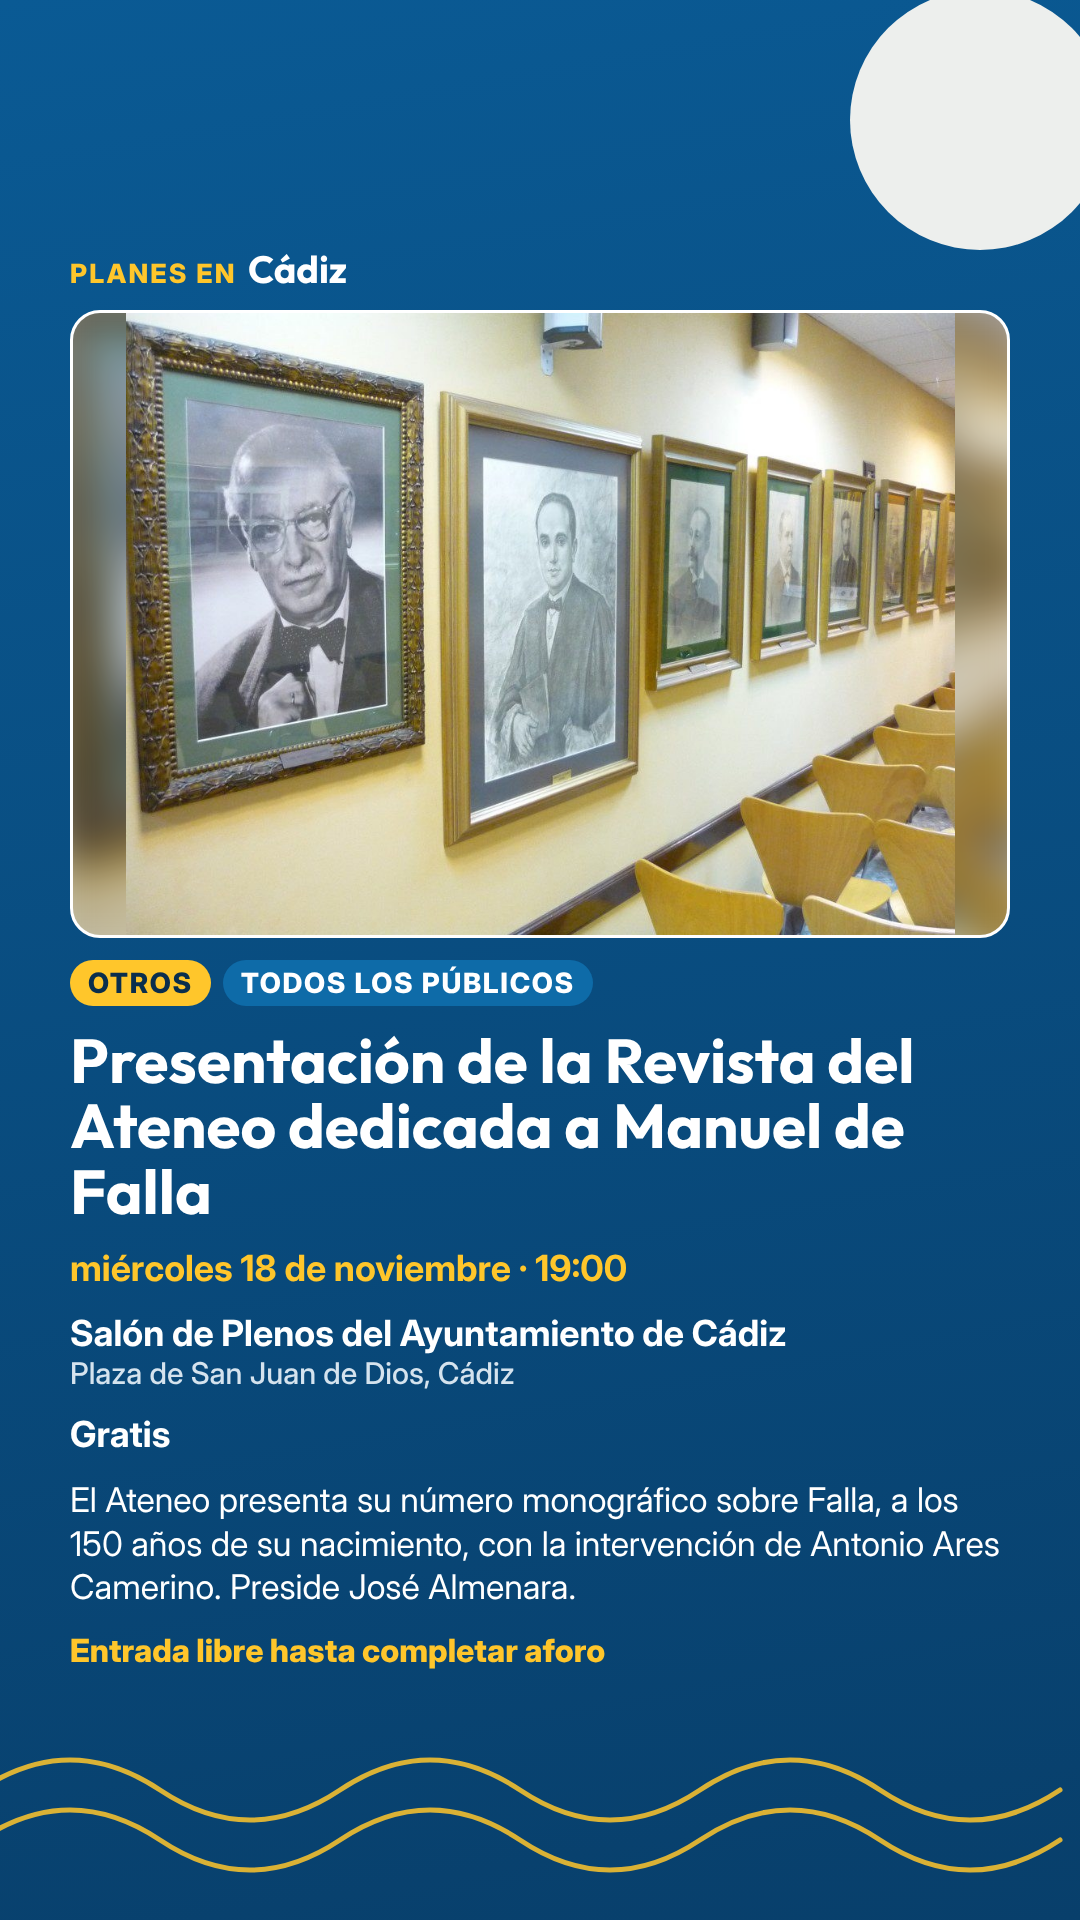 PLANES EN Cádiz
OTROS
TODOS LOS PÚBLICOS
Presentación de la Revista del
Ateneo dedicada a Manuel de
Falla
miércoles 18 de noviembre · 19:00
Salón de Plenos del Ayuntamiento de Cádiz
Plaza de San Juan de Dios, Cádiz
Gratis
El Ateneo presenta su número monográfico sobre Falla, a los
150 años de su nacimiento, con la intervención de Antonio Ares
Camerino. Preside José Almenara.
Entrada libre hasta completar aforo